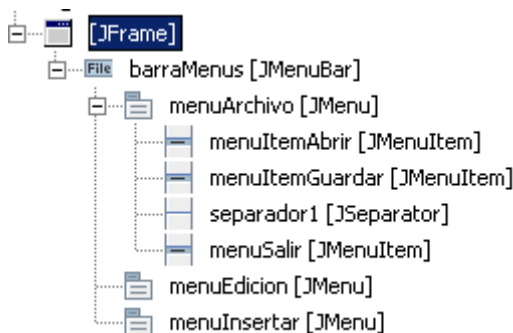 [JFrame]
File barraMenus [JMenuBar]
menuArchivo [JMenu]
menuItemAbrir [JMenuItem]
menuItemGuardar [JMenuItem]
separador1 [JSeparator]
menuSalir [JMenuItem]
menuEdicion [JMenu]
menuInsertar [JMenu]